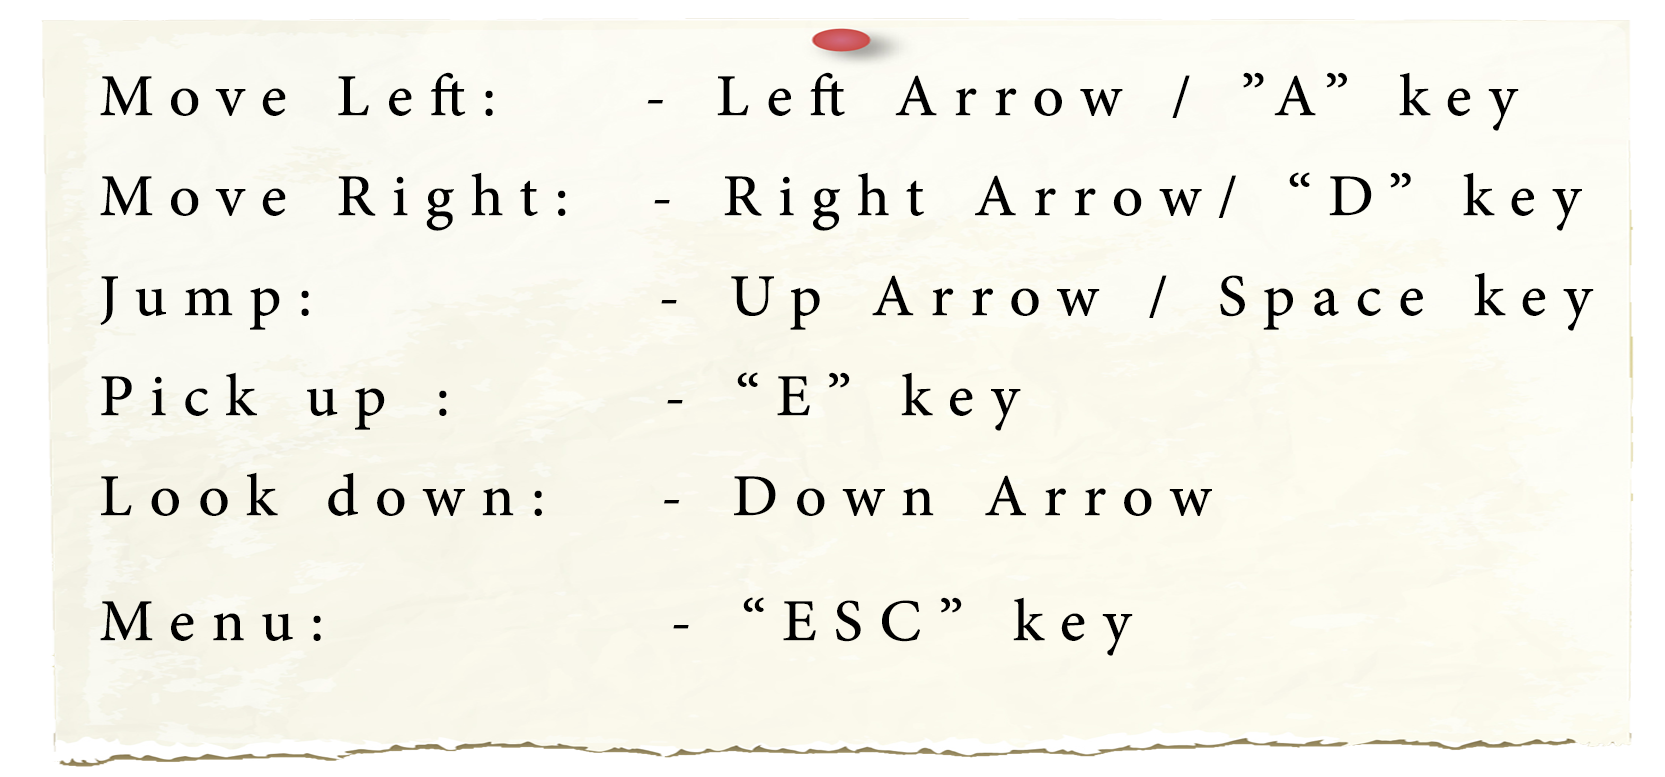 Move Left: - Left Arrow / ”A” key
Move Right: - Right Arrow/ “D” key
Jump: - Up Arrow / Space key
Pick up : - “E” key
Look down: - Down Arrow
Menu: - “ESC” key